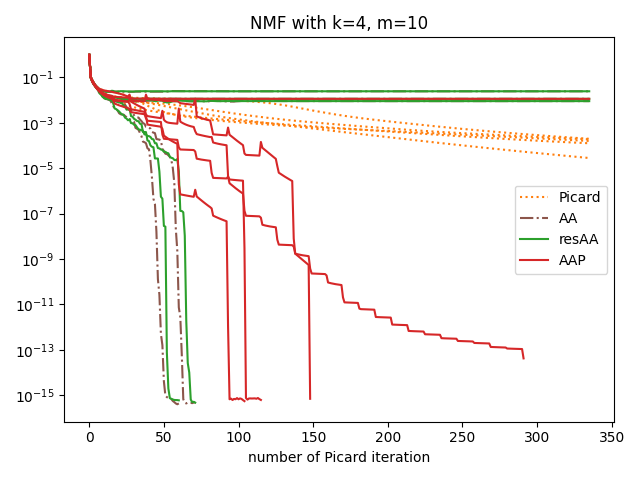 NMF with k=4, m=10
10⁻¹
10⁻³
10⁻⁵
10⁻⁷
10⁻⁹
10⁻¹¹
10⁻¹³
10⁻¹⁵
Picard
AA
resAA
AAP
0 50 100 150 200 250 300 350
number of Picard iteration